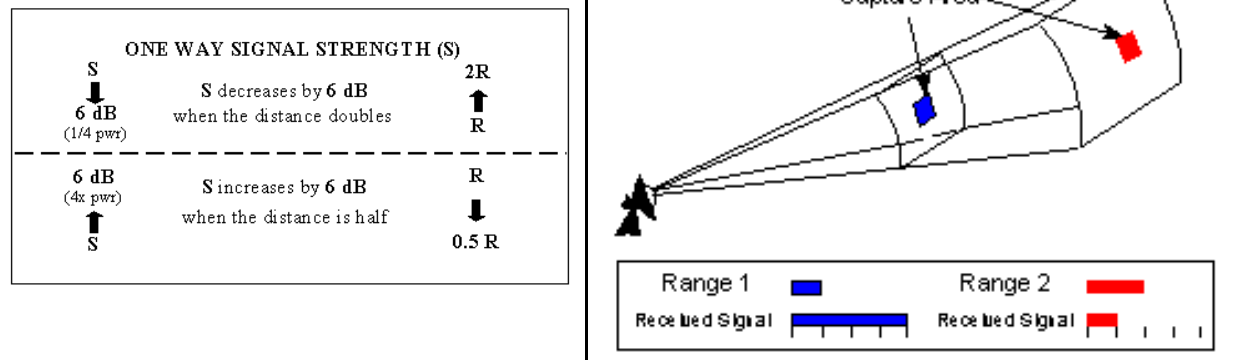 ONE WAY SIGNAL STRENGTH (S)
S
6 dB
(1/4 pwr)
S decreases by 6 dB
when the distance doubles
2R
R
6 dB
(4x pwr)
S
S increases by 6 dB
when the distance is half
R
0.5 R
Range 1
Received Signal
Range 2
Received Signal